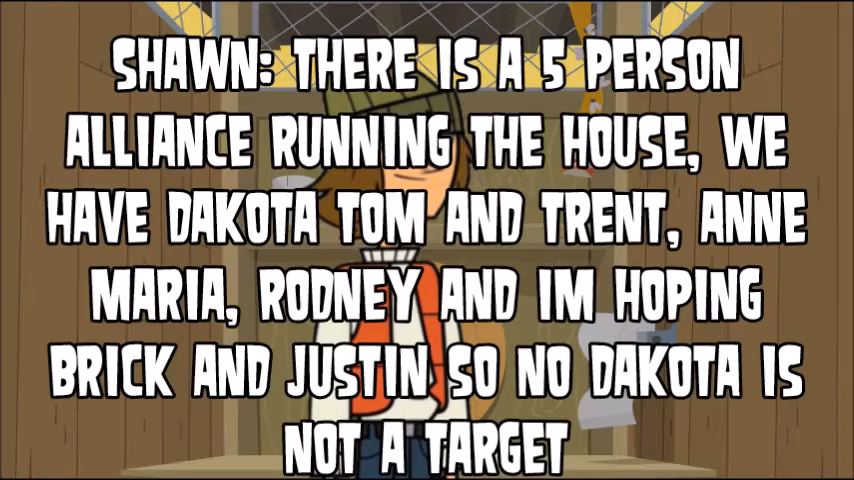 SHAWN: THERE IS A 5 PERSON
ALLIANCE RUNNING THE HOUSE, WE
HAVE DAKOTA TOM AND TRENT, ANNE
MARIA, RODNEY AND IM HOPING
BRICK AND JUSTIN SO NO DAKOTA IS
NOT A TARGET